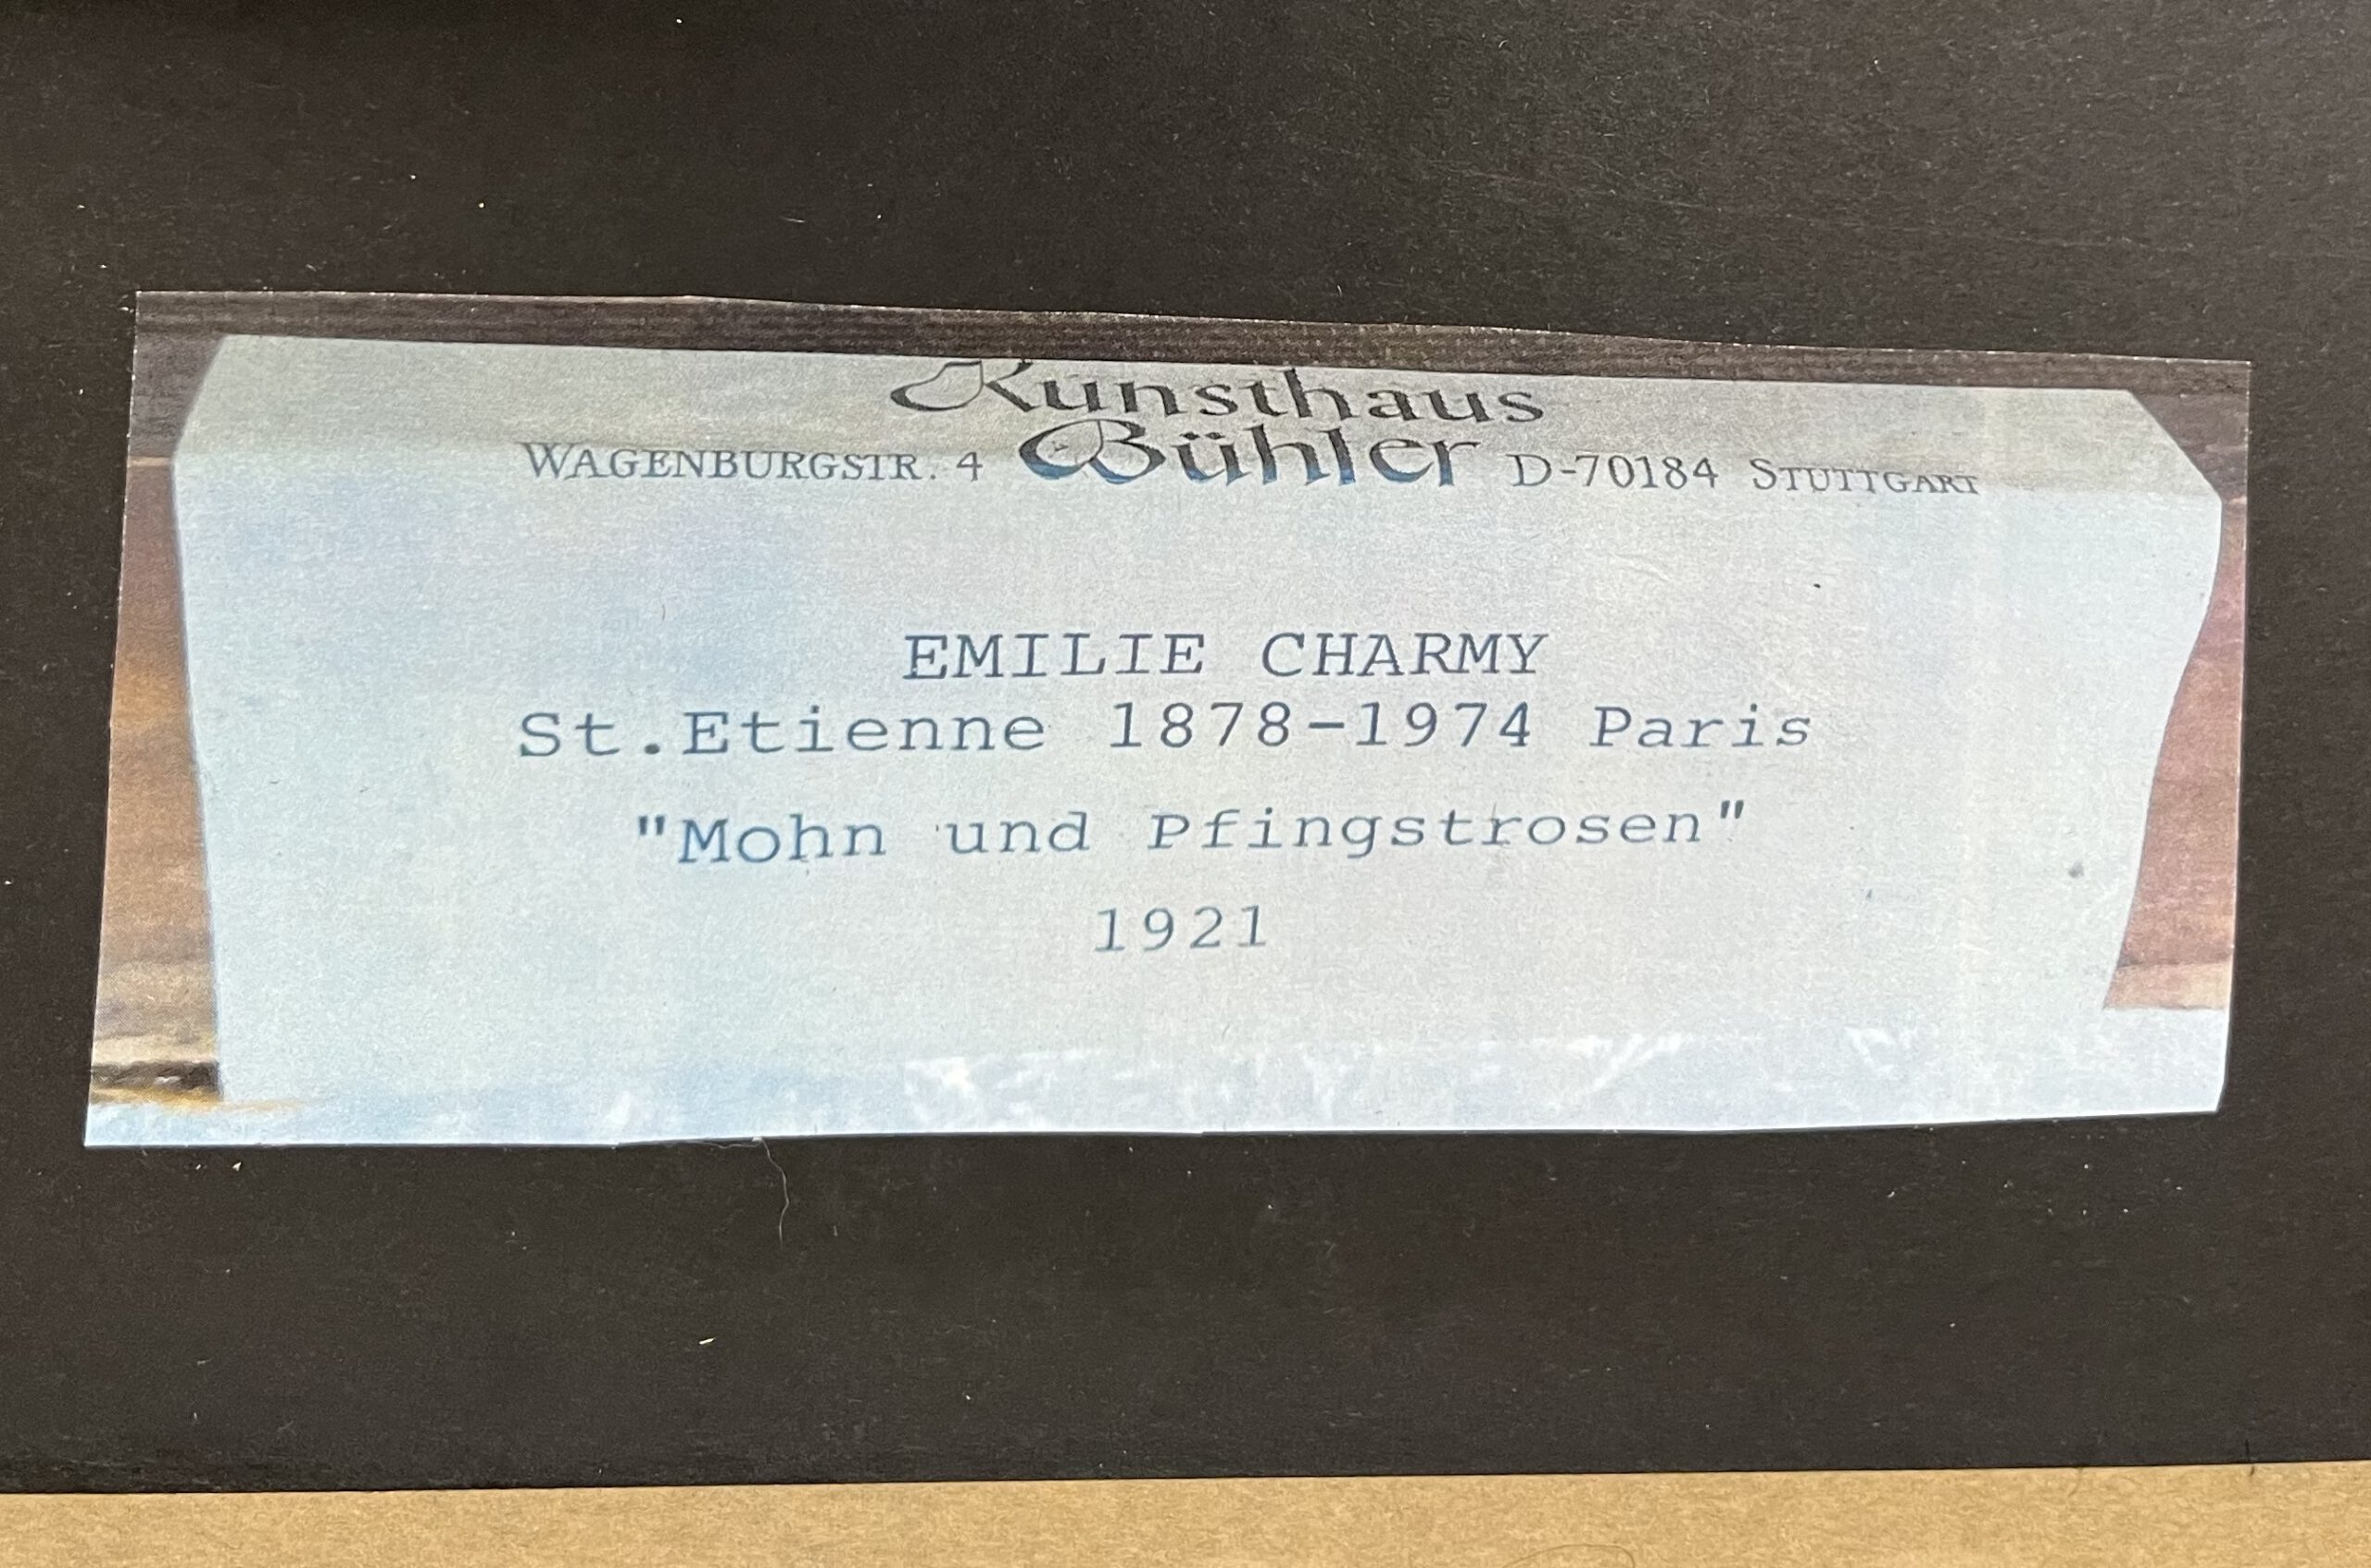 Kunsthaus
WAGENBURGSTR. 4 Bühler D-70184 STUTTGART
EMILIE CHARMY
St.Etienne 1878-1974 Paris
"Mohn und Pfingstrosen"
1921